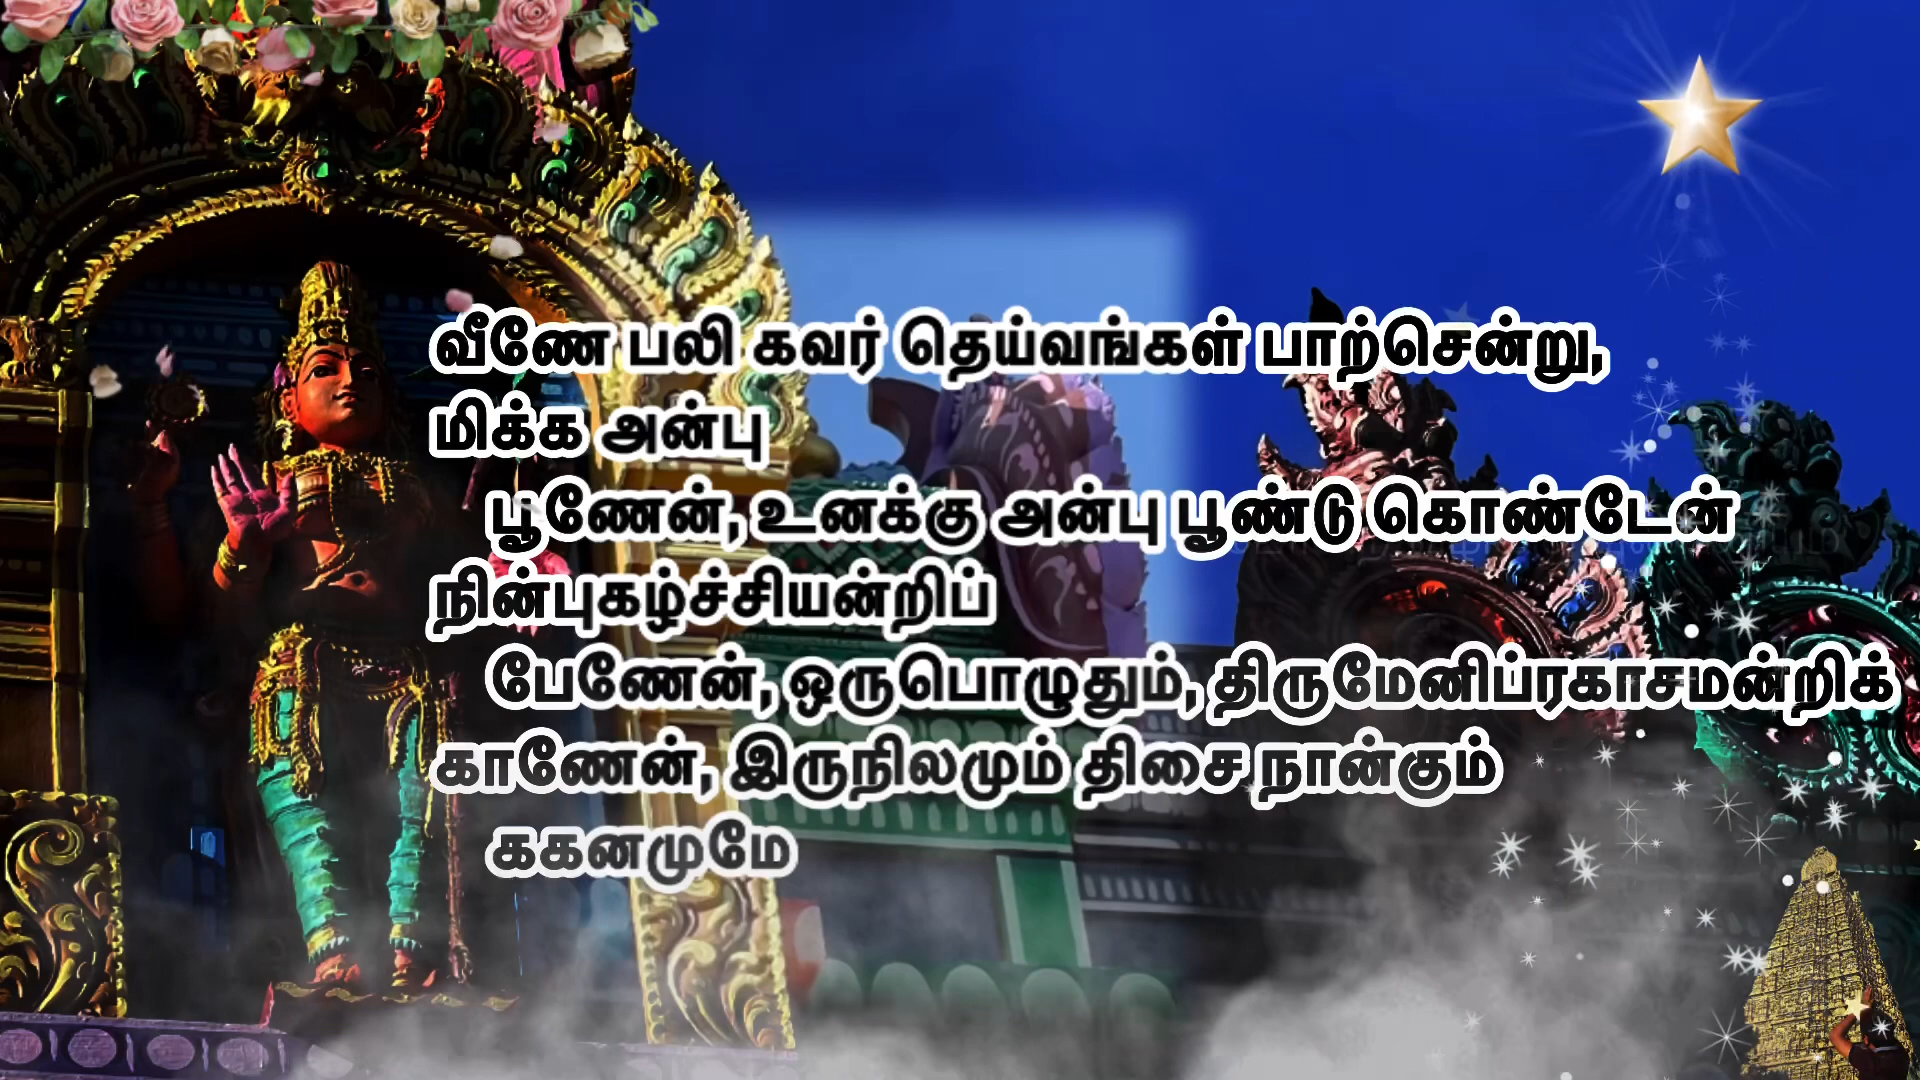 வீணே பலி கவர் தெய்வங்கள் பாற்சென்று,
மிக்க அன்பு
பூணேன், உனக்கு அன்பு பூண்டு கொண்டேன்
நின்புகழ்ச்சியன்றிப்
பேணேன், ஒருபொழுதும், திருமேனிப்ரகாசமன்றிக்
காணேன், இருநிலமும் திசை நான்கும்
ககனமுமே